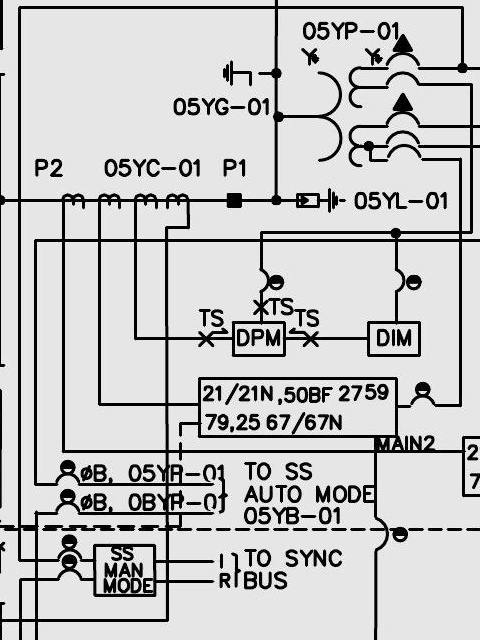 05YP-01
05YG-01
P2 05YC-01 P1
05YL-01
TS
TS TS
DPM DIM
21/21N,50BF 2759
79,25 67/67N
MAIN2
2
7
øB, 05YP-01 TO SS
øB, 0BYP-01 AUTO MODE
05YB-01
SS
MAN
MODE
I TO SYNC
R BUS